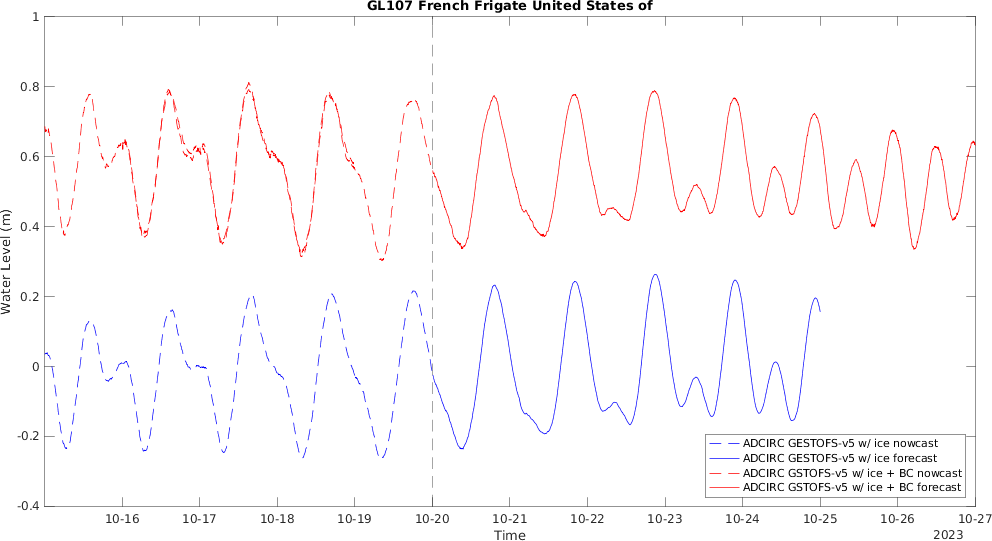 GL107 French Frigate United States of
Water Level (m)
1
0.8
0.6
0.4
0.2
0
-0.2
-0.4
ADCIRC GESTOFS-v5 w/ ice nowcast
ADCIRC GESTOFS-v5 w/ ice forecast
ADCIRC GSTOFS-v5 w/ ice + BC nowcast
ADCIRC GSTOFS-v5 w/ ice + BC forecast
10-16 10-17 10-18 10-19 10-20 10-21 10-22 10-23 10-24 10-25 10-26 10-27
Time
2023